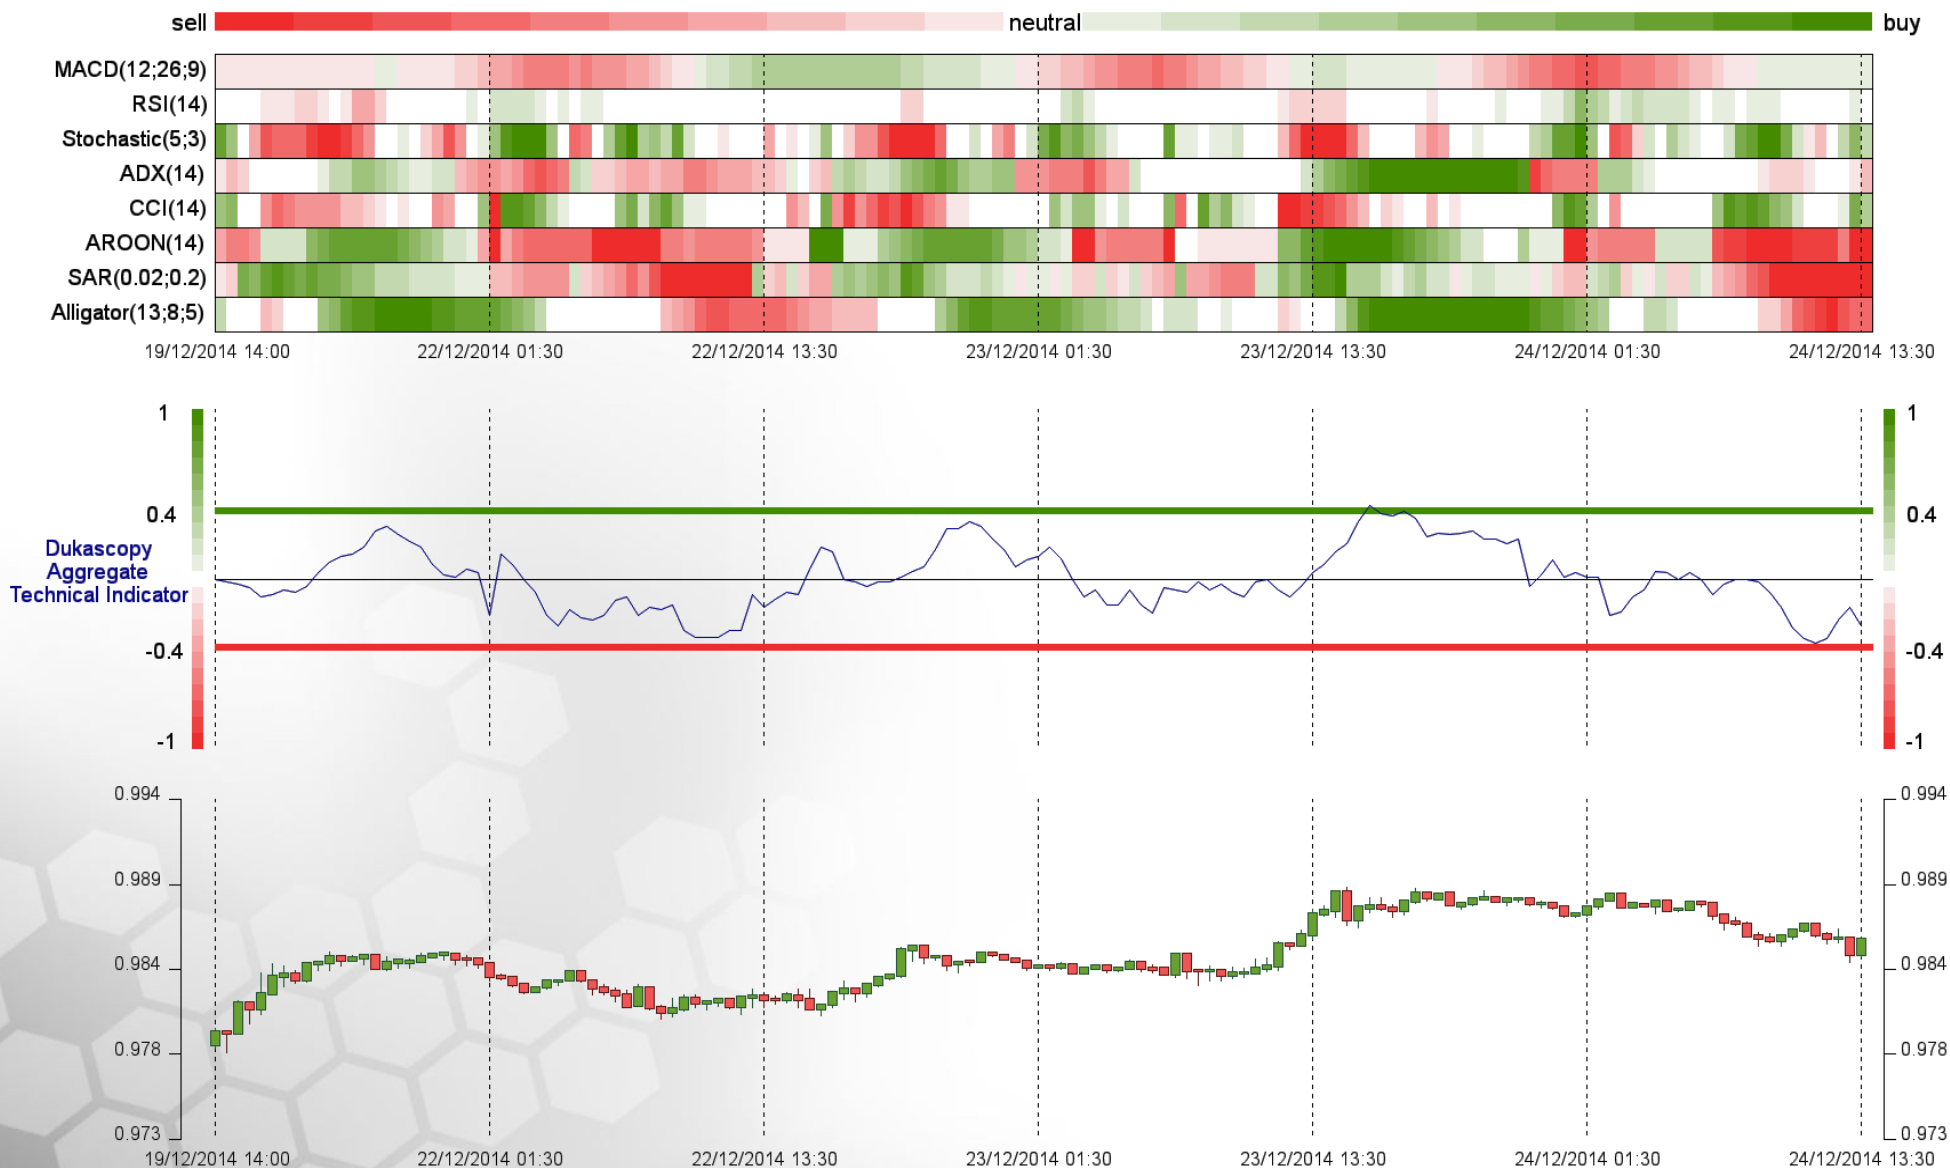 sell neutral buy
MACD(12;26;9)
RSI(14)
Stochastic(5;3)
ADX(14)
CCI(14)
AROON(14)
SAR(0.02;0.2)
Alligator(13;8;5)
19/12/2014 14:00 22/12/2014 01:30 22/12/2014 13:30 23/12/2014 01:30 23/12/2014 13:30 24/12/2014 01:30 24/12/2014 13:30
1 1
0.4 0.4
Dukascopy
Aggregate
Technical Indicator
-0.4 -0.4
-1 -1
0.994 0.994
0.989 0.989
0.984 0.984
0.978 0.978
0.973 0.973
19/12/2014 14:00 22/12/2014 01:30 22/12/2014 13:30 23/12/2014 01:30 23/12/2014 13:30 24/12/2014 01:30 24/12/2014 13:30